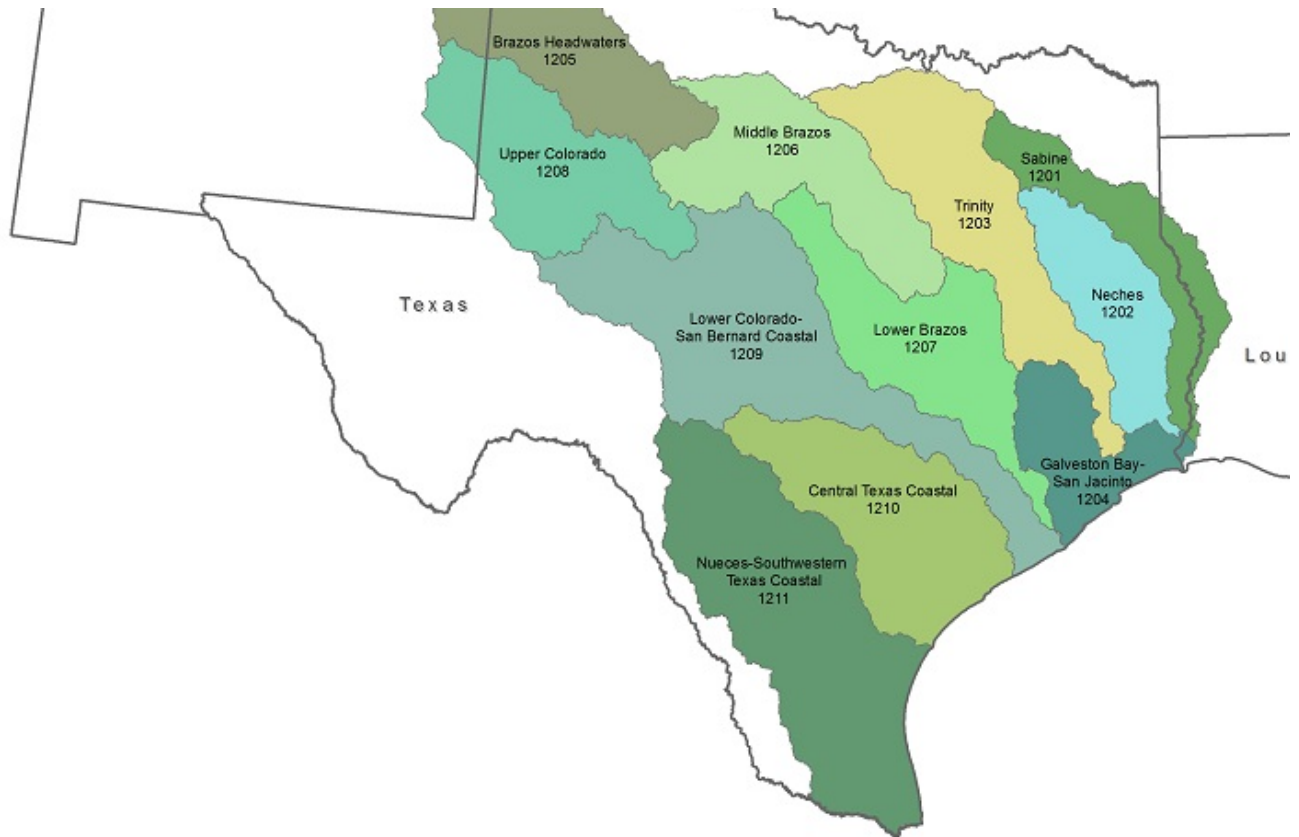 Brazos Headwaters
1205
Middle Brazos
1206
Upper Colorado
1208
Sabine
1201
Trinity
1203
Texas
Neches
1202
Lower Colorado-
San Bernard Coastal
1209
Lower Brazos
1207
Lou
Galveston Bay-
San Jacinto
1204
Central Texas Coastal
1210
Nueces-Southwestern
Texas Coastal
1211